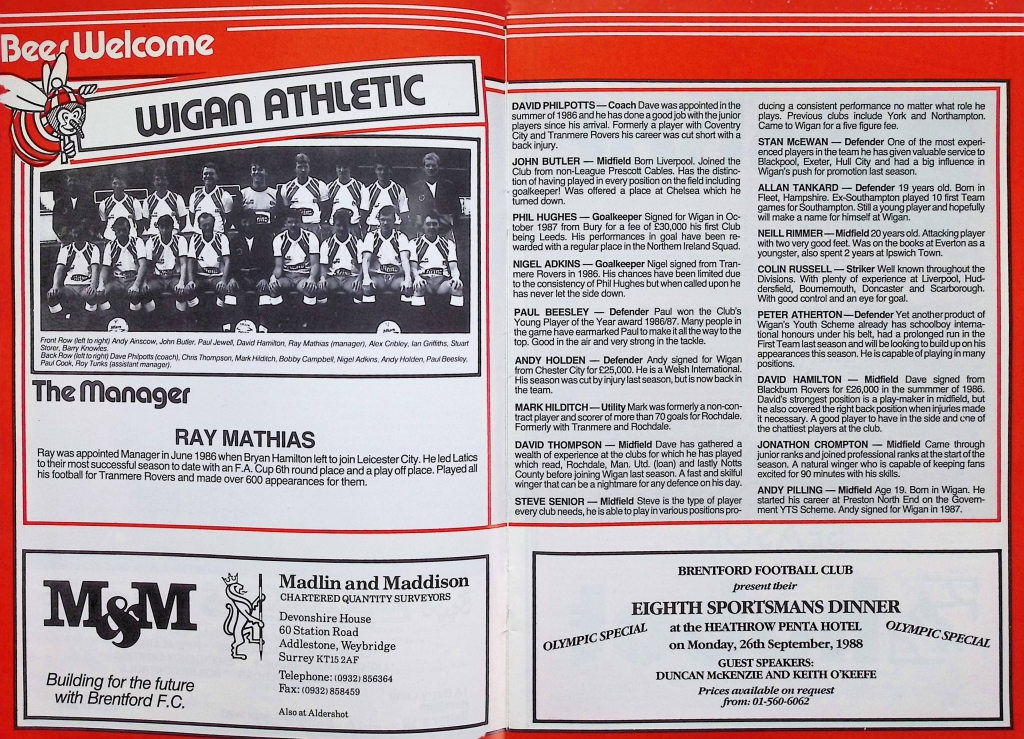 Beer Welcome
WIGAN ATHLETIC
Front Row (left to right) Andy Ainscow, John Butler, Paul Jewell, David Hamilton, Ray Mathias (manager), Alex Cribley, Ian Griffiths, Stuart
Storer, Barry Knowles.
Back Row (left to right) Dave Philpotts (coach), Chris Thompson, Mark Hilditch, Bobby Campbell, Nigel Adkins, Andy Holden, Paul Beesley,
Paul Cook, Roy Tunks (assistant manager).
The Manager
RAY MATHIAS
Ray was appointed Manager in June 1986 when Bryan Hamilton left to join Leicester City. He led Latics
to their most successful season to date with an F.A. Cup 6th round place and a play off place. Played all
his football for Tranmere Rovers and made over 600 appearances for them.
M&M
Building for the future
with Brentford F.C.
Madlin and Maddison
CHARTERED QUANTITY SURVEYORS
Devonshire House
60 Station Road
Addlestone, Weybridge
Surrey KT15 2AF
Telephone: (0932) 856364
Fax: (0932) 858459
Also at Aldershot
DAVID PHILPOTTS — Coach Dave was appointed in the
summer of 1986 and he has done a good job with the junior
players since his arrival. Formerly a player with Coventry
City and Tranmere Rovers his career was cut short with a
back injury.
JOHN BUTLER — Midfield Born Liverpool. Joined the
Club from non-League Prescott Cables. Has the distinc-
tion of having played in every position on the field including
goalkeeper! Was offered a place at Chelsea which he
turned down.
PHIL HUGHES — Goalkeeper Signed for Wigan in Oc-
tober 1987 from Bury for a fee of £30,000 his first Club
being Leeds. His performances in goal have been re-
warded with a regular place in the Northern Ireland Squad.
NIGEL ADKINS — Goalkeeper Nigel signed from Tran-
mere Rovers in 1986. His chances have been limited due
to the consistency of Phil Hughes but when called upon he
has never let the side down.
PAUL BEESLEY — Defender Paul won the Club's
Young Player of the Year award 1986/87. Many people in
the game have earmarked Paul to make it all the way to the
top. Good in the air and very strong in the tackle.
ANDY HOLDEN — Defender Andy signed for Wigan
from Chester City for £25,000. He is a Welsh International.
His season was cut by injury last season, but is now back in
the team.
MARK HILDITCH — Utility Mark was formerly a non-con-
tract player and scorer of more than 70 goals for Rochdale.
Formerly with Tranmere and Rochdale.
DAVID THOMPSON — Midfield Dave has gathered a
wealth of experience at the clubs for which he has played
which read, Rochdale, Man. Utd. (loan) and lastly Notts
County before joining Wigan last season. A fast and skilful
winger that can be a nightmare for any defence on his day.
STEVE SENIOR — Midfield Steve is the type of player
every club needs, he is able to play in various positions pro-
ducing a consistent performance no matter what role he
plays. Previous clubs include York and Northampton.
Came to Wigan for a five figure fee.
STAN McEWAN — Defender One of the most experi-
enced players in the team he has given valuable service to
Blackpool, Exeter, Hull City and had a big influence in
Wigan's push for promotion last season.
ALLAN TANKARD — Defender 19 years old. Born in
Fleet, Hampshire. Ex-Southampton played 10 first Team
games for Southampton. Still a young player and hopefully
will make a name for himself at Wigan.
NEILL RIMMER — Midfield 20 years old. Attacking player
with two very good feet. Was on the books at Everton as a
youngster, also spent 2 years at Ipswich Town.
COLIN RUSSELL — Striker Well known throughout the
Divisions. With plenty of experience at Liverpool, Hud-
dersfield, Bournemouth, Doncaster and Scarborough.
With good control and an eye for goal.
PETER ATHERTON — Defender Yet another product of
Wigan's Youth Scheme already has schoolboy interna-
tional honours under his belt, had a prolonged run in the
First Team last season and will be looking to build up on his
appearances this season. He is capable of playing in many
positions.
DAVID HAMILTON — Midfield Dave signed from
Blackburn Rovers for £26,000 in the summmer of 1986.
David's strongest position is a play-maker in midfield, but
he also covered the right back position when injuries made
it necessary. A good player to have in the side and one of
the chattiest players at the club.
JONATHON CROMPTON — Midfield Came through
junior ranks and joined professional ranks at the start of the
season. A natural winger who is capable of keeping fans
excited for 90 minutes with his skills.
ANDY PILLING — Midfield Age 19. Born in Wigan. He
started his career at Preston North End on the Govern-
ment YTS Scheme. Andy signed for Wigan in 1987.
BRENTFORD FOOTBALL CLUB
present their
EIGHTH SPORTSMANS DINNER
OLYMPIC SPECIAL
at the HEATHROW PENTA HOTEL
OLYMPIC SPECIAL
on Monday, 26th September, 1988
GUEST SPEAKERS:
DUNCAN McKENZIE AND KEITH O'KEEFE
Prices available on request
from: 01-560-6062